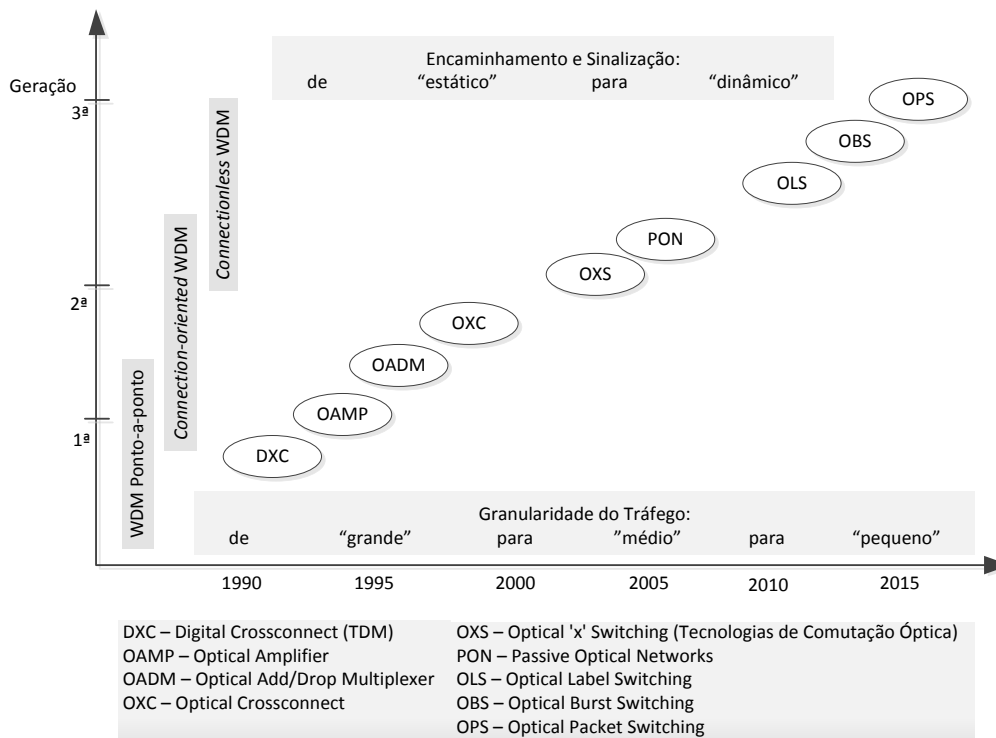 Encaminhamento e Sinalização:
de "estático" para "dinâmico"
Geração
3ª
2ª
1ª
WDM Ponto-a-ponto
Connection-oriented WDM
Connectionless WDM
OPS
OBS
OLS
PON
OXS
OXC
OADM
OAMP
DXC
Granularidade do Tráfego:
de "grande" para "médio" para "pequeno"
1990 1995 2000 2005 2010 2015
DXC – Digital Crossconnect (TDM)
OAMP – Optical Amplifier
OADM – Optical Add/Drop Multiplexer
OXC – Optical Crossconnect
OXS – Optical 'x' Switching (Tecnologias de Comutação Óptica)
PON – Passive Optical Networks
OLS – Optical Label Switching
OBS – Optical Burst Switching
OPS – Optical Packet Switching